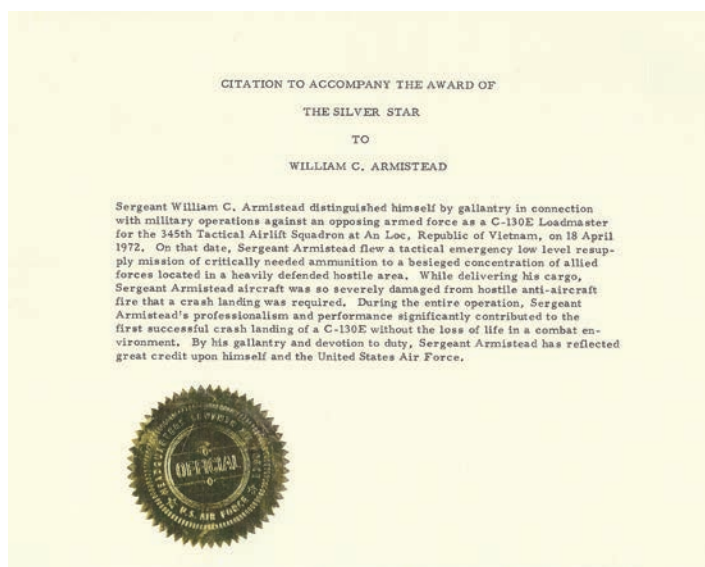 CITATION TO ACCOMPANY THE AWARD OF
THE SILVER STAR
TO
WILLIAM C. ARMISTEAD
Sergeant William C. Armistead distinguished himself by gallantry in connection
with military operations against an opposing armed force as a C-130E Loadmaster
for the 345th Tactical Airlift Squadron at An Loc, Republic of Vietnam, on 18 April
1972. On that date, Sergeant Armistead flew a tactical emergency low level resup-
ply mission of critically needed ammunition to a besieged concentration of allied
forces located in a heavily defended hostile area. While delivering his cargo,
Sergeant Armistead aircraft was so severely damaged from hostile anti-aircraft
fire that a crash landing was required. During the entire operation, Sergeant
Armistead's professionalism and performance significantly contributed to the
first successful crash landing of a C-130E without the loss of life in a combat en-
vironment. By his gallantry and devotion to duty, Sergeant Armistead has reflected
great credit upon himself and the United States Air Force.
OFFICIAL
U.S. AIR FORCE